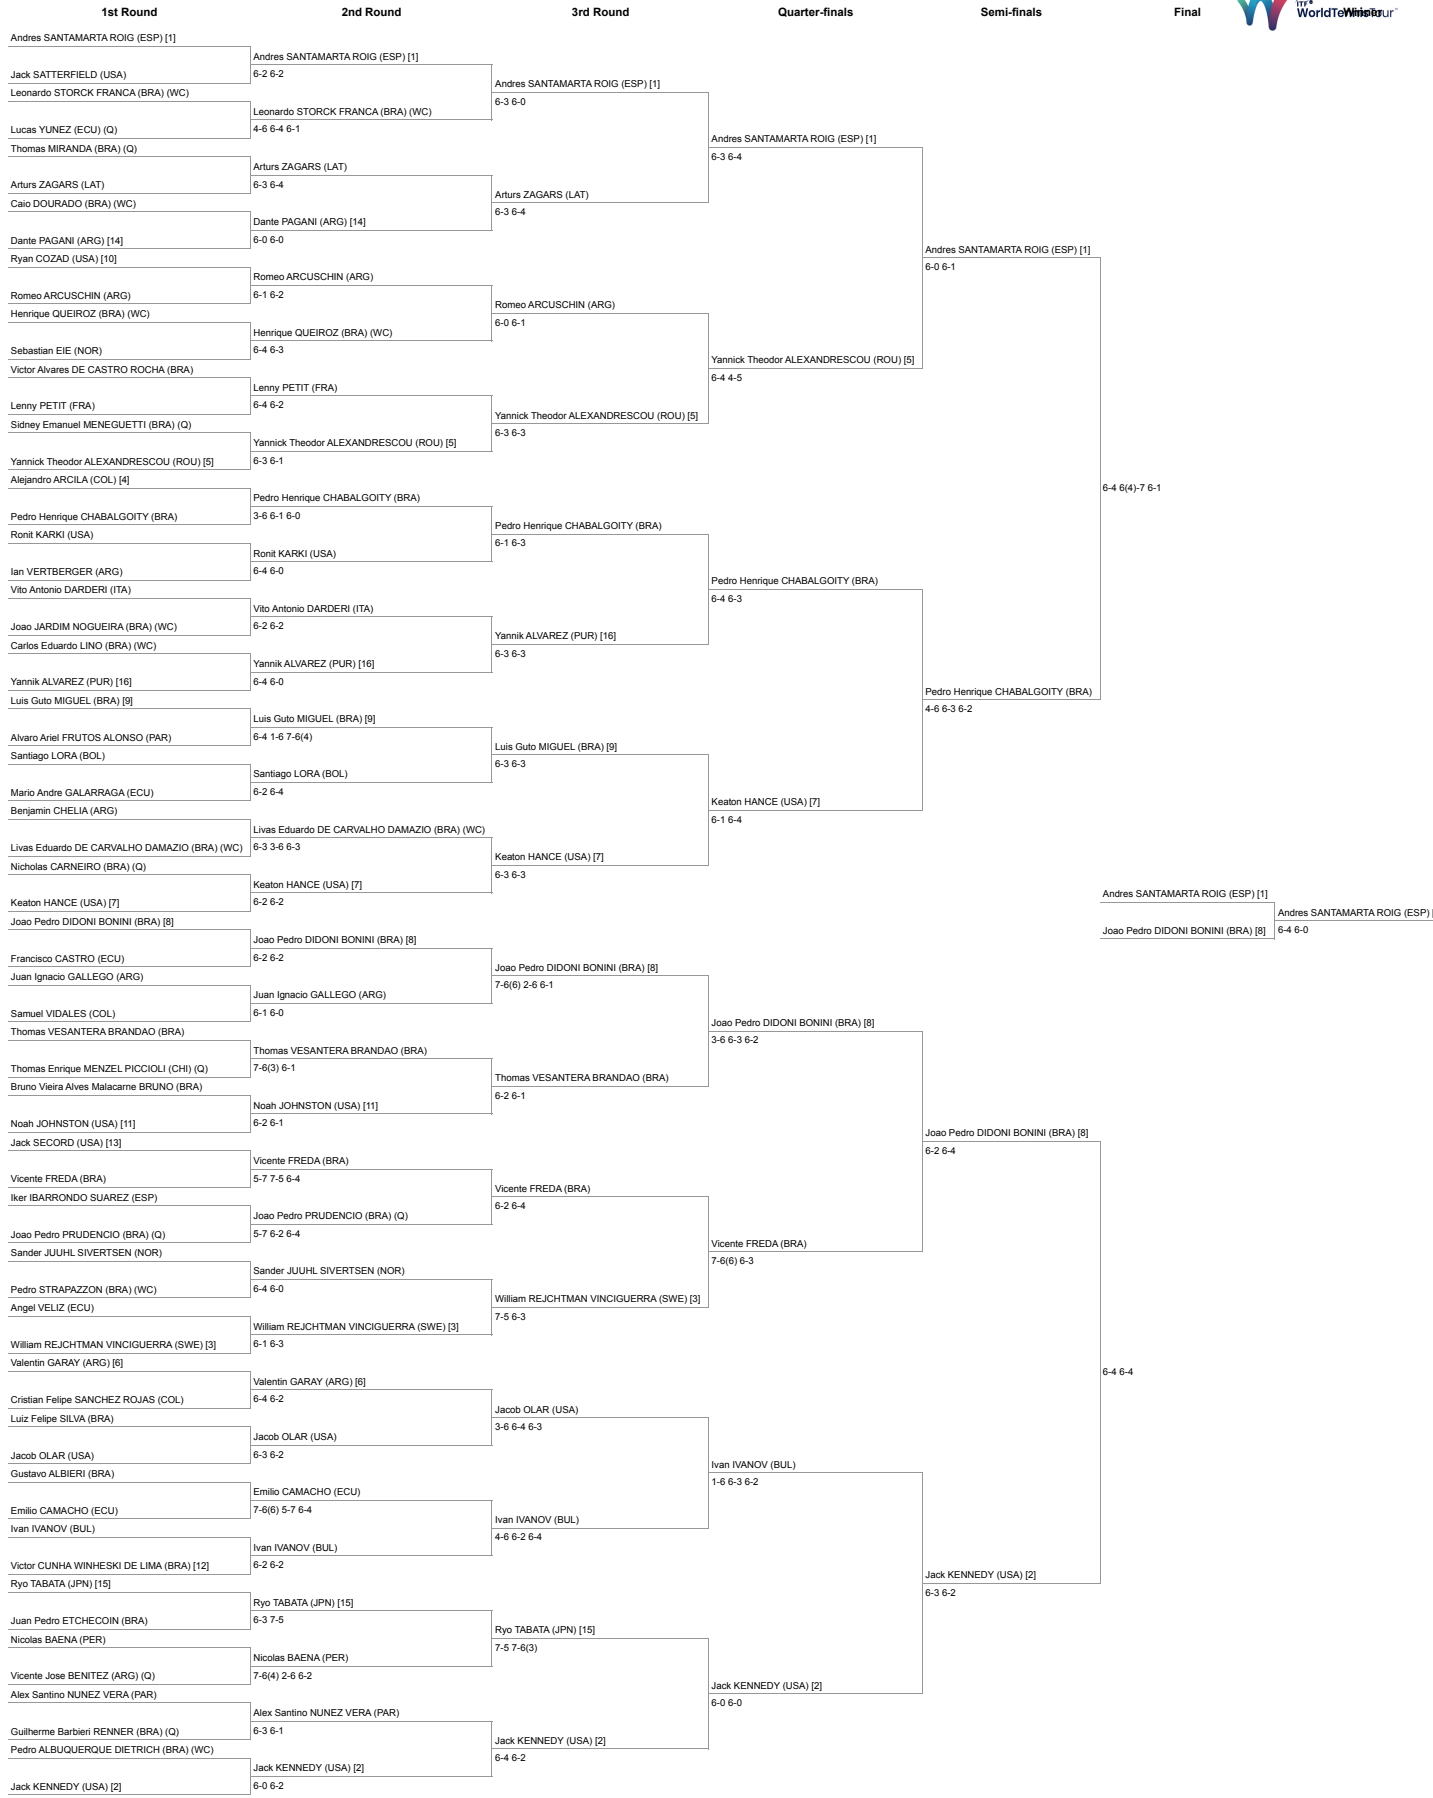 1st Round
2nd Round
3rd Round
Quarter-finals
Semi-finals
Final
Winner
ITF
WorldTennisTour
Andres SANTAMARTA ROIG (ESP) [1]
Jack SATTERFIELD (USA)
Leonardo STORCK FRANCA (BRA) (WC)
Lucas YUNEZ (ECU) (Q)
Thomas MIRANDA (BRA) (Q)
Arturs ZAGARS (LAT)
Caio DOURADO (BRA) (WC)
Dante PAGANI (ARG) [14]
Ryan COZAD (USA) [10]
Romeo ARCUSCHIN (ARG)
Henrique QUEIROZ (BRA) (WC)
Sebastian EIE (NOR)
Victor Alvares DE CASTRO ROCHA (BRA)
Lenny PETIT (FRA)
Sidney Emanuel MENEGUETTI (BRA) (Q)
Yannick Theodor ALEXANDRESCOU (ROU) [5]
Alejandro ARCILA (COL) [4]
Pedro Henrique CHABALGOITY (BRA)
Ronit KARKI (USA)
Ian VERTBERGER (ARG)
Vito Antonio DARDERI (ITA)
Joao JARDIM NOGUEIRA (BRA) (WC)
Carlos Eduardo LINO (BRA) (WC)
Yannik ALVAREZ (PUR) [16]
Luis Guto MIGUEL (BRA) [9]
Alvaro Ariel FRUTOS ALONSO (PAR)
Santiago LORA (BOL)
Mario Andre GALARRAGA (ECU)
Benjamin CHELIA (ARG)
Livas Eduardo DE CARVALHO DAMAZIO (BRA) (WC)
Nicholas CARNEIRO (BRA) (Q)
Keaton HANCE (USA) [7]
Joao Pedro DIDONI BONINI (BRA) [8]
Francisco CASTRO (ECU)
Juan Ignacio GALLEGO (ARG)
Samuel VIDALES (COL)
Thomas VESANTERA BRANDAO (BRA)
Thomas Enrique MENZEL PICCIOLI (CHI) (Q)
Bruno Vieira Alves Malacarne BRUNO (BRA)
Noah JOHNSTON (USA) [11]
Jack SECORD (USA) [13]
Vicente FREDA (BRA)
Iker IBARRONDO SUAREZ (ESP)
Joao Pedro PRUDENCIO (BRA) (Q)
Sander JUUHL SIVERTSEN (NOR)
Pedro STRAPAZZON (BRA) (WC)
Angel VELIZ (ECU)
William REJCHTMAN VINCIGUERRA (SWE) [3]
Valentin GARAY (ARG) [6]
Cristian Felipe SANCHEZ ROJAS (COL)
Luiz Felipe SILVA (BRA)
Jacob OLAR (USA)
Gustavo ALBIERI (BRA)
Emilio CAMACHO (ECU)
Ivan IVANOV (BUL)
Victor CUNHA WINHESKI DE LIMA (BRA) [12]
Ryo TABATA (JPN) [15]
Juan Pedro ETCHECOIN (BRA)
Nicolas BAENA (PER)
Vicente Jose BENITEZ (ARG) (Q)
Alex Santino NUNEZ VERA (PAR)
Guilherme Barbieri RENNER (BRA) (Q)
Pedro ALBUQUERQUE DIETRICH (BRA) (WC)
Jack KENNEDY (USA) [2]
Andres SANTAMARTA ROIG (ESP) [1]
6-2 6-2
Leonardo STORCK FRANCA (BRA) (WC)
4-6 6-4 6-1
Arturs ZAGARS (LAT)
6-3 6-4
Dante PAGANI (ARG) [14]
6-0 6-0
Romeo ARCUSCHIN (ARG)
6-1 6-2
Henrique QUEIROZ (BRA) (WC)
6-4 6-3
Lenny PETIT (FRA)
6-4 6-2
Yannick Theodor ALEXANDRESCOU (ROU) [5]
6-3 6-1
Pedro Henrique CHABALGOITY (BRA)
3-6 6-1 6-0
Ronit KARKI (USA)
6-4 6-0
Vito Antonio DARDERI (ITA)
6-2 6-2
Yannik ALVAREZ (PUR) [16]
6-4 6-0
Luis Guto MIGUEL (BRA) [9]
6-4 1-6 7-6(4)
Santiago LORA (BOL)
6-2 6-4
Livas Eduardo DE CARVALHO DAMAZIO (BRA) (WC)
6-3 3-6 6-3
Keaton HANCE (USA) [7]
6-2 6-2
Joao Pedro DIDONI BONINI (BRA) [8]
6-2 6-2
Juan Ignacio GALLEGO (ARG)
6-1 6-0
Thomas VESANTERA BRANDAO (BRA)
7-6(3) 6-1
Noah JOHNSTON (USA) [11]
6-2 6-1
Vicente FREDA (BRA)
5-7 7-5 6-4
Joao Pedro PRUDENCIO (BRA) (Q)
5-7 6-2 6-4
Sander JUUHL SIVERTSEN (NOR)
6-4 6-0
William REJCHTMAN VINCIGUERRA (SWE) [3]
6-1 6-3
Valentin GARAY (ARG) [6]
6-4 6-2
Jacob OLAR (USA)
6-3 6-2
Emilio CAMACHO (ECU)
7-6(6) 5-7 6-4
Ivan IVANOV (BUL)
6-2 6-2
Ryo TABATA (JPN) [15]
6-3 7-5
Nicolas BAENA (PER)
7-6(4) 2-6 6-2
Alex Santino NUNEZ VERA (PAR)
6-3 6-1
Jack KENNEDY (USA) [2]
6-0 6-2
Andres SANTAMARTA ROIG (ESP) [1]
6-3 6-0
Arturs ZAGARS (LAT)
6-3 6-4
Romeo ARCUSCHIN (ARG)
6-0 6-1
Yannick Theodor ALEXANDRESCOU (ROU) [5]
6-3 6-3
Pedro Henrique CHABALGOITY (BRA)
6-1 6-3
Yannik ALVAREZ (PUR) [16]
6-3 6-3
Luis Guto MIGUEL (BRA) [9]
6-3 6-3
Keaton HANCE (USA) [7]
6-3 6-3
Joao Pedro DIDONI BONINI (BRA) [8]
7-6(6) 2-6 6-1
Thomas VESANTERA BRANDAO (BRA)
6-2 6-1
Vicente FREDA (BRA)
6-2 6-4
William REJCHTMAN VINCIGUERRA (SWE) [3]
7-5 6-3
Jacob OLAR (USA)
3-6 6-4 6-3
Ivan IVANOV (BUL)
4-6 6-2 6-4
Ryo TABATA (JPN) [15]
7-5 7-6(3)
Jack KENNEDY (USA) [2]
6-4 6-2
Andres SANTAMARTA ROIG (ESP) [1]
6-3 6-4
Yannick Theodor ALEXANDRESCOU (ROU) [5]
6-4 4-5
Pedro Henrique CHABALGOITY (BRA)
6-4 6-3
Keaton HANCE (USA) [7]
6-1 6-4
Joao Pedro DIDONI BONINI (BRA) [8]
3-6 6-3 6-2
Vicente FREDA (BRA)
7-6(6) 6-3
Ivan IVANOV (BUL)
1-6 6-3 6-2
Jack KENNEDY (USA) [2]
6-0 6-0
Andres SANTAMARTA ROIG (ESP) [1]
6-0 6-1
Pedro Henrique CHABALGOITY (BRA)
4-6 6-3 6-2
Joao Pedro DIDONI BONINI (BRA) [8]
6-2 6-4
Jack KENNEDY (USA) [2]
6-3 6-2
6-4 6(4)-7 6-1
Andres SANTAMARTA ROIG (ESP) [1]
Joao Pedro DIDONI BONINI (BRA) [8]
6-4 6-4
Andres SANTAMARTA ROIG (ESP)
6-4 6-0